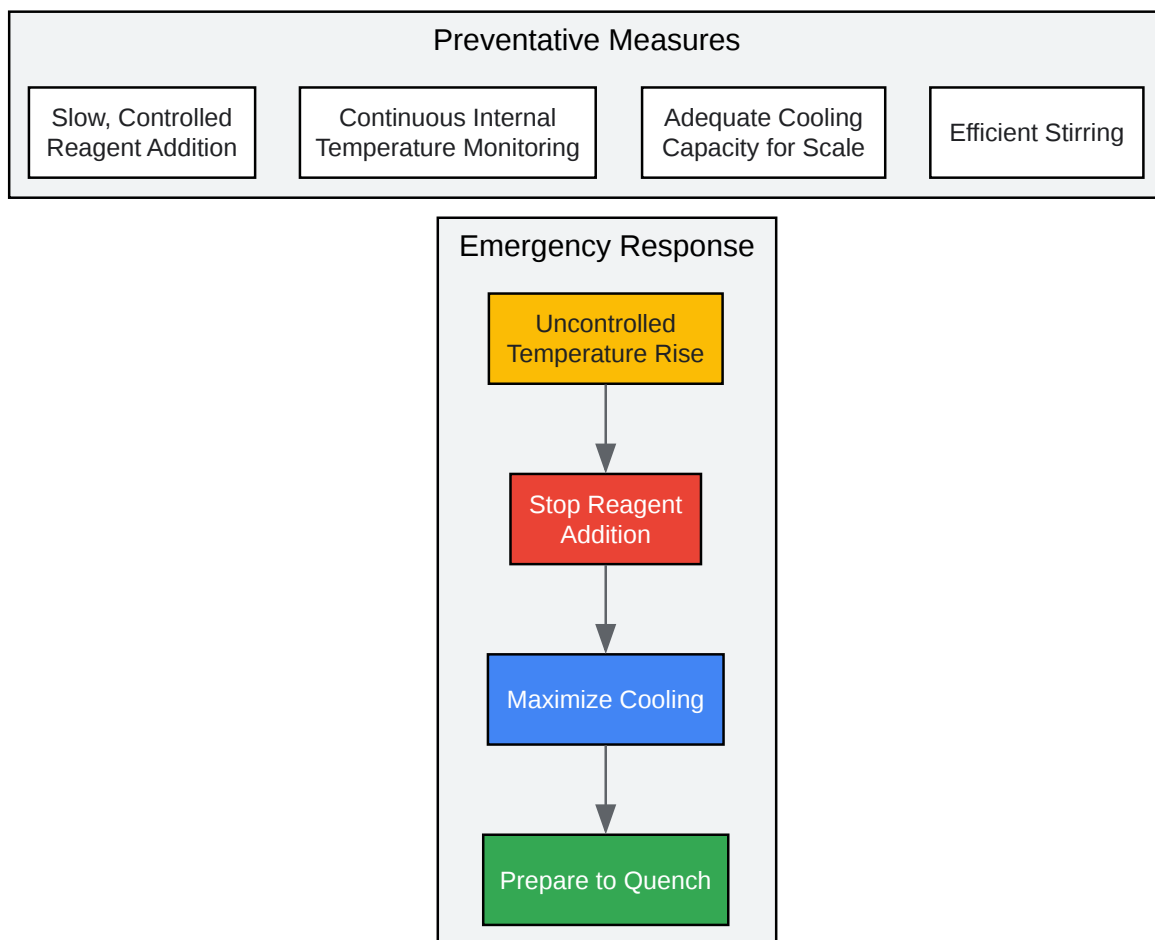 Preventative Measures
Slow, Controlled
Reagent Addition
Continuous Internal
Temperature Monitoring
Adequate Cooling
Capacity for Scale
Efficient Stirring
Emergency Response
Uncontrolled
Temperature Rise
Stop Reagent
Addition
Maximize Cooling
Prepare to Quench